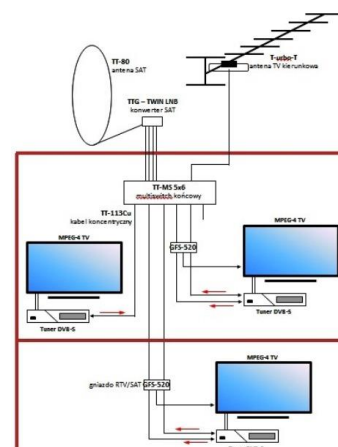 TT-80
antena SAT
T-urbo-T
antena TV kierunkowa
TTG – TWIN LNB
konwerter SAT
TT-MS 5x6
multiswitch końcowy
TT-113Cu
kabel koncentryczny
MPEG-4 TV
Tuner DVB-S
GFS-520
MPEG-4 TV
Tuner DVB-S
gniazdo RTV/SAT
GFS-520
MPEG-4 TV